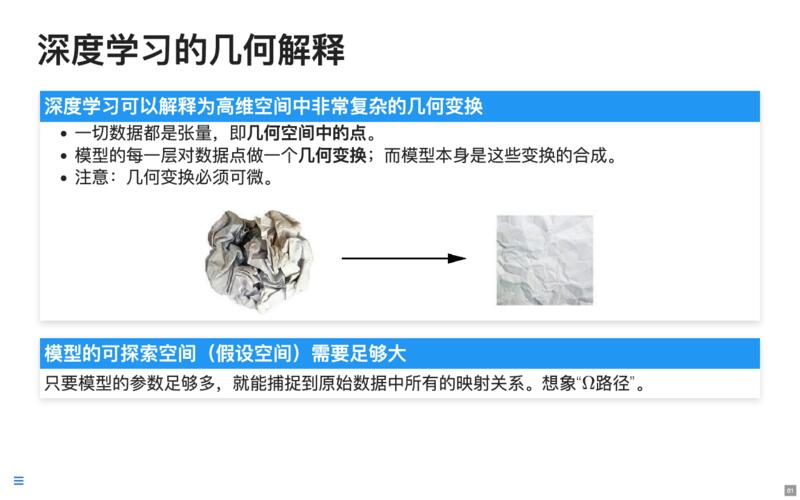 深度学习的几何解释
深度学习可以解释为高维空间中非常复杂的几何变换
• 一切数据都是张量，即几何空间中的点。
• 模型的每一层对数据点做一个几何变换；而模型本身是这些变换的合成。
• 注意：几何变换必须可微。
模型的可探索空间（假设空间）需要足够大
只要模型的参数足够多，就能捕捉到原始数据中所有的映射关系。想象“Ω路径”。
01